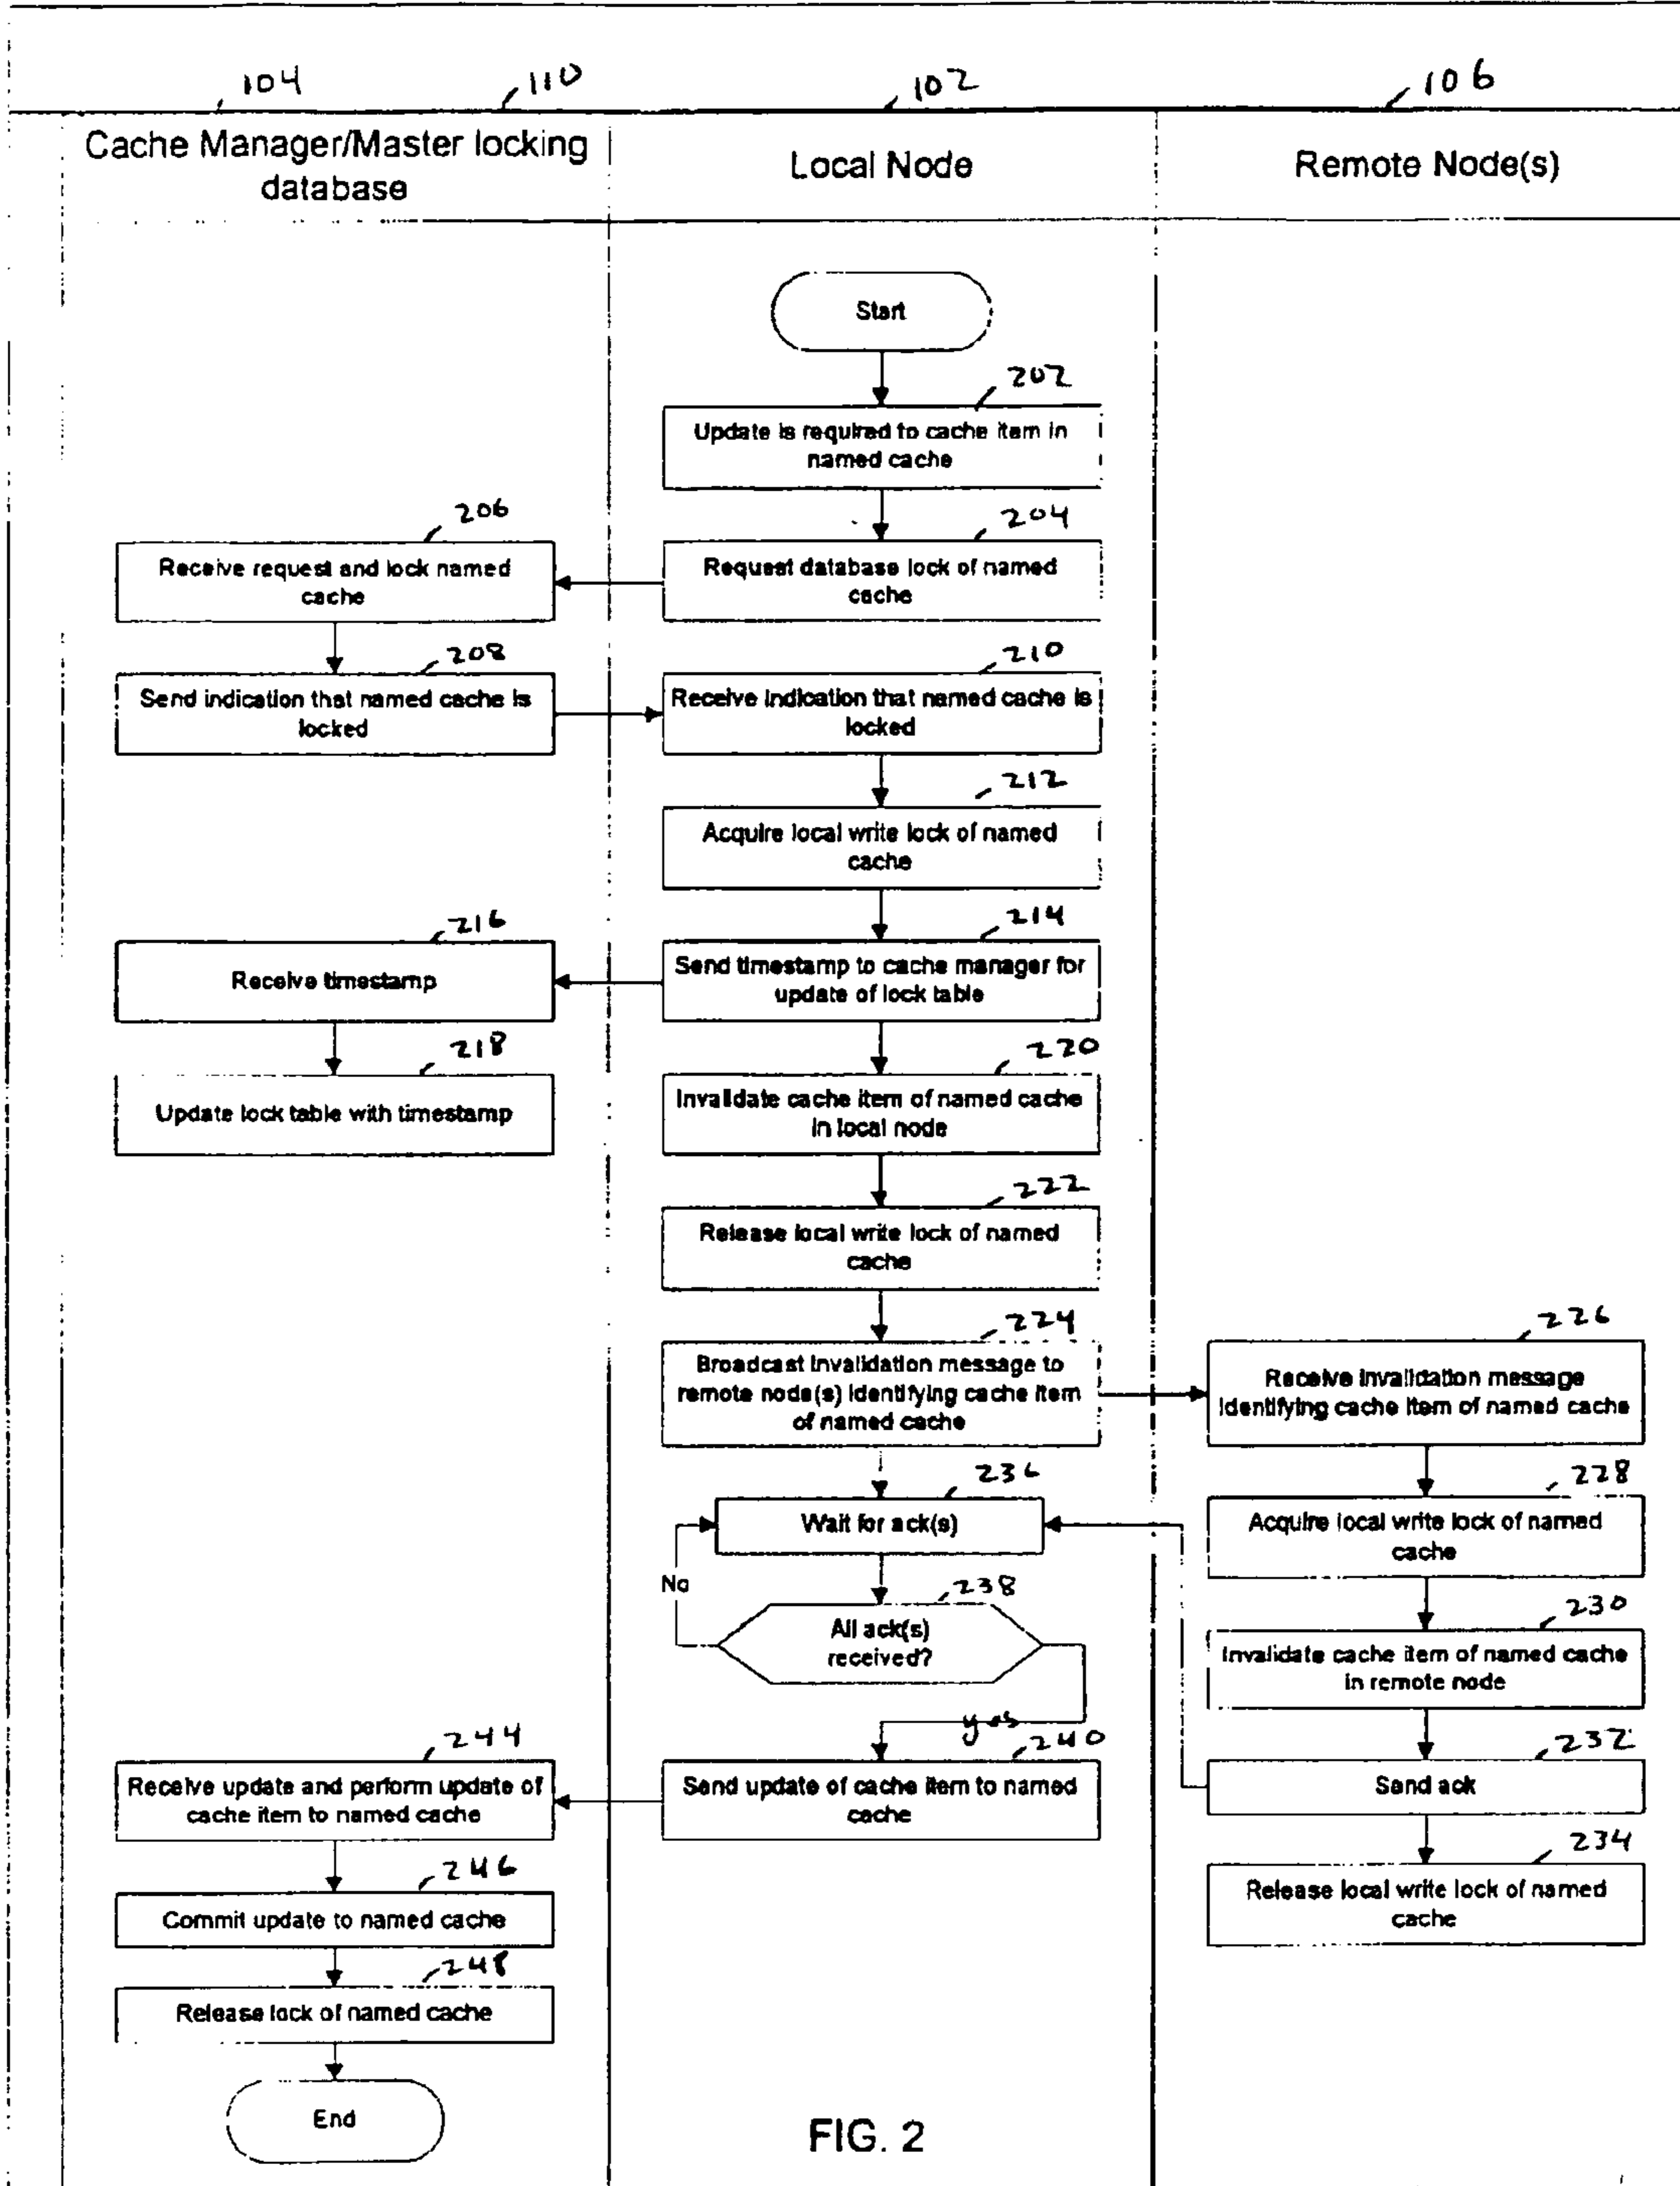 104
110
102
106
Cache Manager/Master locking
database
Local Node
Remote Node(s)
Start
202
Update is required to cache item in
named cache
206
204
Receive request and lock named
cache
Request database lock of named
cache
208
210
Send indication that named cache is
locked
Receive indication that named cache is
locked
212
Acquire local write lock of named
cache
216
214
Receive timestamp
Send timestamp to cache manager for
update of lock table
218
220
Update lock table with timestamp
Invalidate cache item of named cache
in local node
222
Release local write lock of named
cache
224
226
Broadcast invalidation message to
remote node(s) identifying cache item
of named cache
Receive invalidation message
identifying cache item of named cache
236
228
Wait for ack(s)
Acquire local write lock of named
cache
No
238
230
All ack(s)
received?
Invalidate cache item of named cache
in remote node
yes
244
240
232
Receive update and perform update of
cache item to named cache
Send update of cache item to named
cache
Send ack
234
246
Release local write lock of named
cache
Commit update to named cache
248
Release lock of named cache
End
FIG. 2